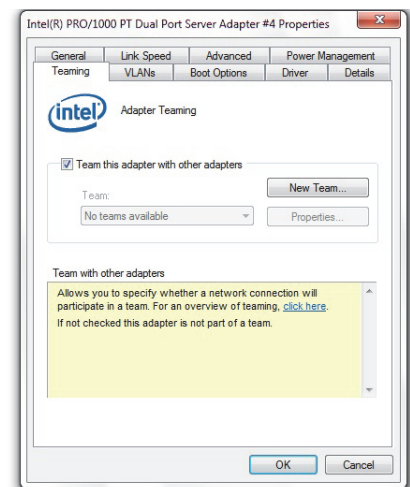 Intel(R) PRO/1000 PT Dual Port Server Adapter #4 Properties
x
General Link Speed Advanced Power Management
Teaming VLANs Boot Options Driver Details
intel
Adapter Teaming
Team this adapter with other adapters
Team:
New Team...
No teams available
Properties...
Team with other adapters
Allows you to specify whether a network connection will
participate in a team. For an overview of teaming, click here.
If not checked this adapter is not part of a team.
OK Cancel